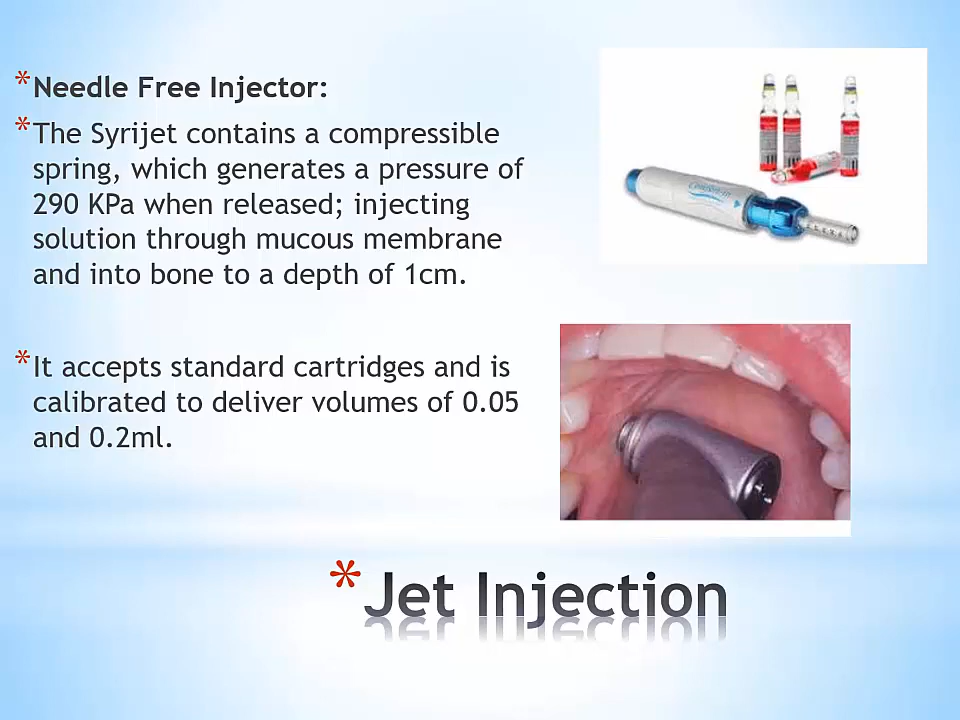 * Needle Free Injector:
* The Syrijet contains a compressible
spring, which generates a pressure of
290 KPa when released; injecting
solution through mucous membrane
and into bone to a depth of 1cm.
* It accepts standard cartridges and is
calibrated to deliver volumes of 0.05
and 0.2ml.
* Jet Injection